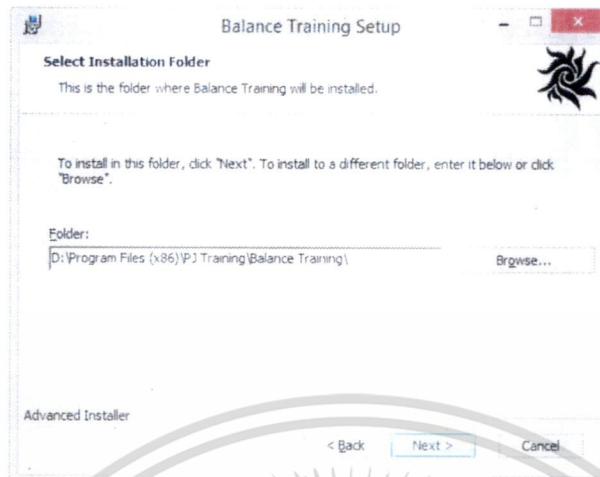 Balance Training Setup
Select Installation Folder
This is the folder where Balance Training will be installed.
To install in this folder, click "Next". To install to a different folder, enter it below or click
"Browse".
Folder:
D:\Program Files (x86)\PJ Training\Balance Training\
Browse...
Advanced Installer
< Back
Next >
Cancel